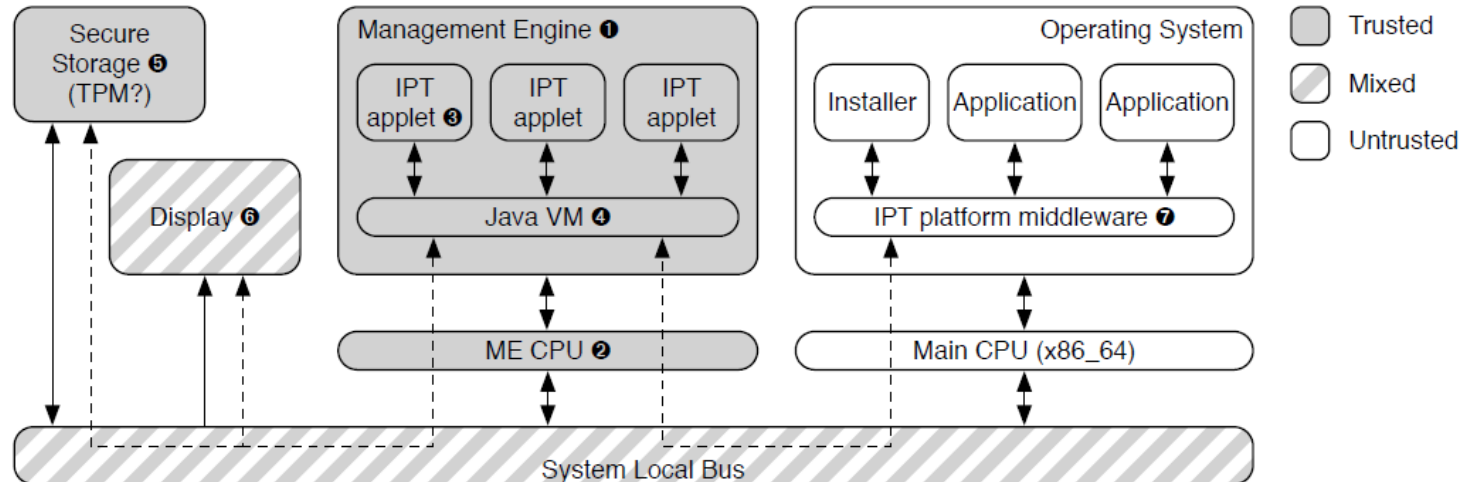 Secure
Storage ❺
(TPM?)
Display ❻
Management Engine ❶
IPT
applet ❸
IPT
applet
IPT
applet
Java VM ❹
ME CPU ❷
Operating System
Installer
Application
Application
IPT platform middleware ❼
Main CPU (x86_64)
System Local Bus
Trusted
Mixed
Untrusted